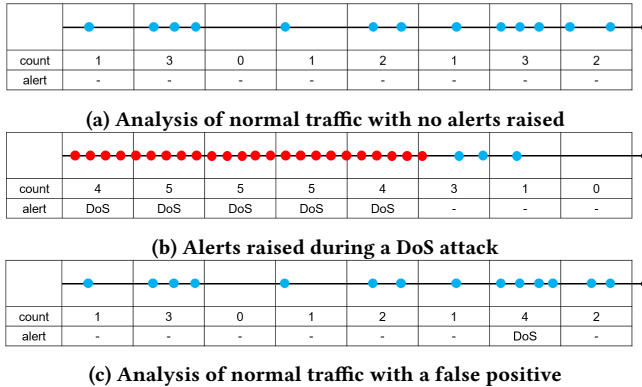 count 1 3 0 1 2 1 3 2
alert - - - - - - - -
(a) Analysis of normal traffic with no alerts raised
count 4 5 5 5 4 3 1 0
alert DoS DoS DoS DoS DoS - - -
(b) Alerts raised during a DoS attack
count 1 3 0 1 2 1 4 2
alert - - - - - - DoS -
(c) Analysis of normal traffic with a false positive